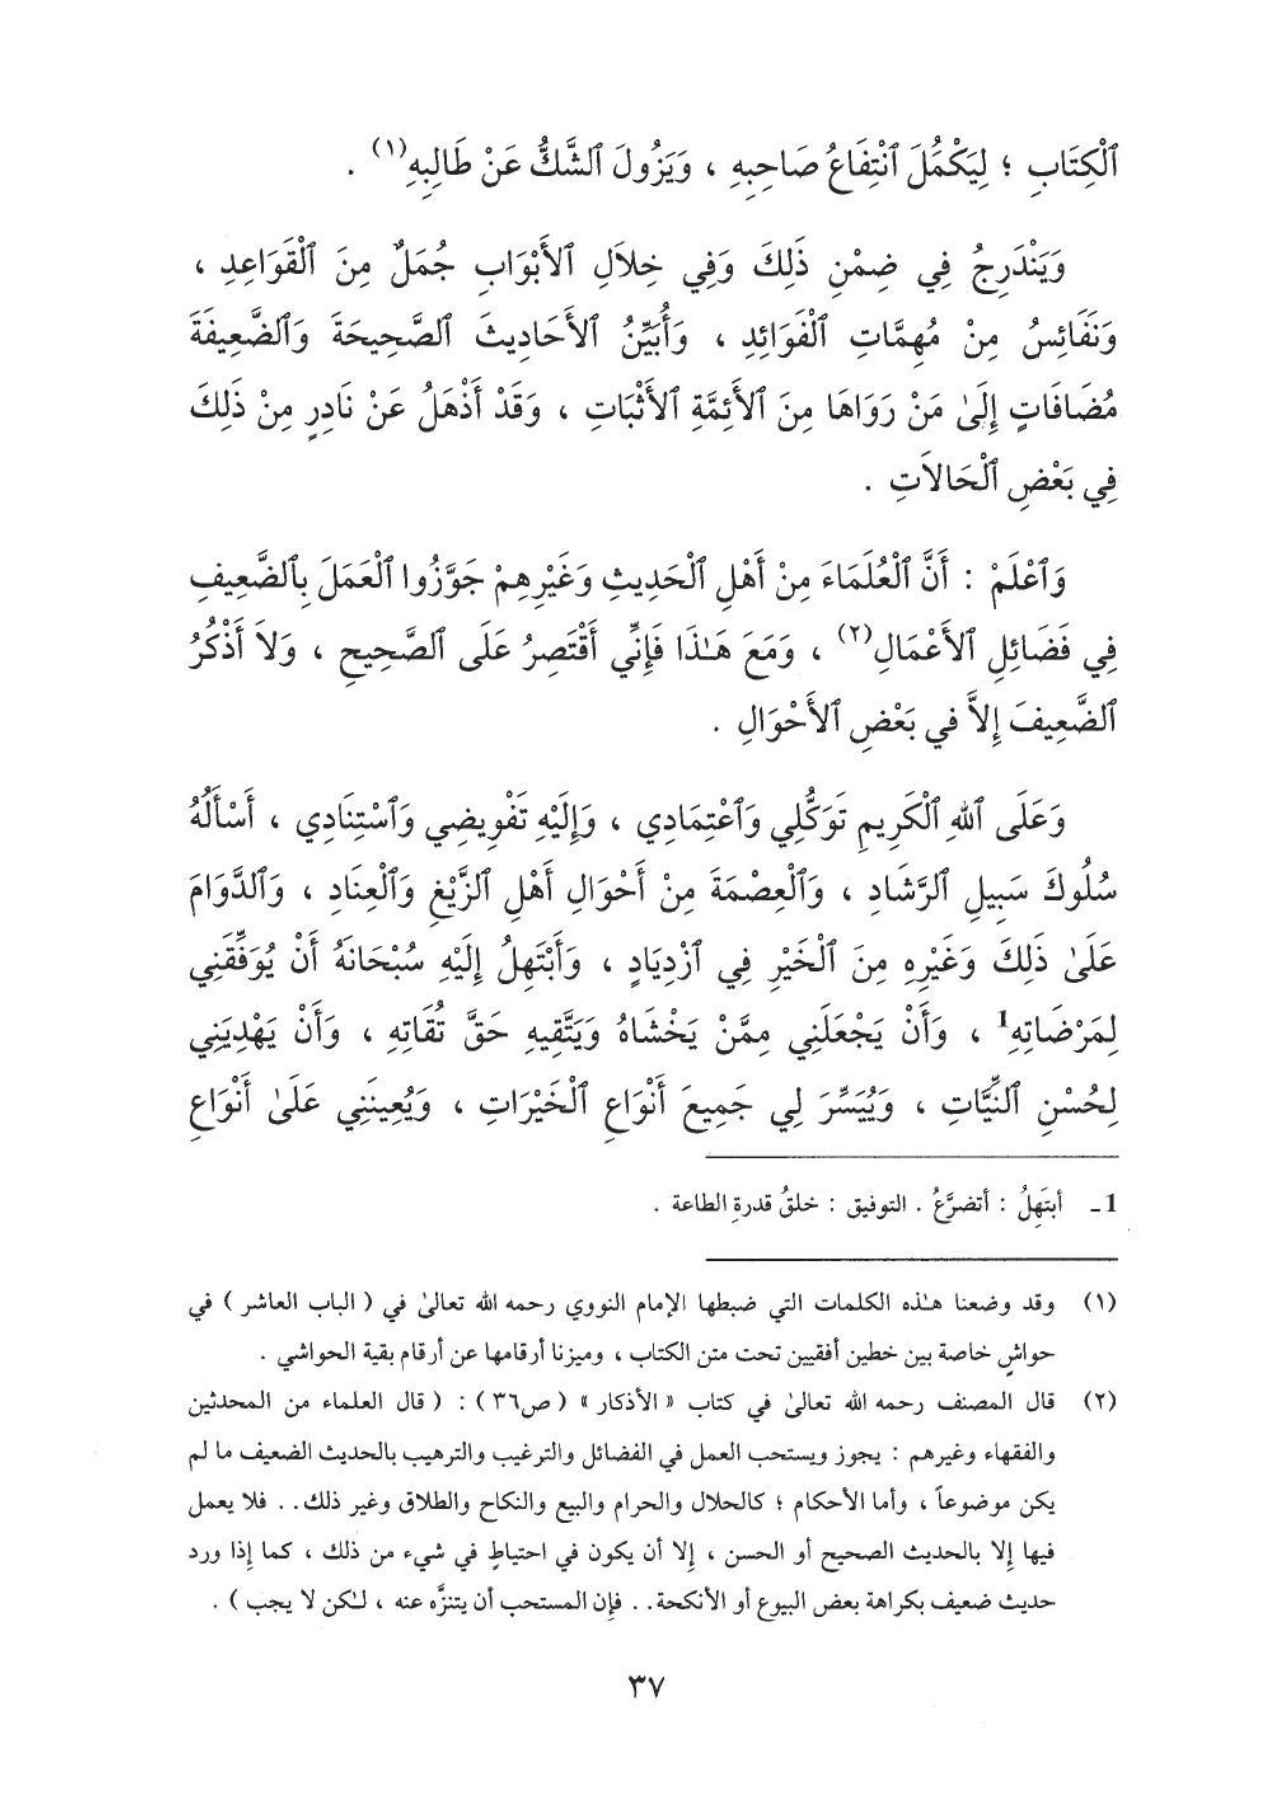 ٱلْكِتَابِ ؛ لِيَكْمُلَ ٱنْتِفَاعُ صَاحِبِهِ ، وَيَزُولَ ٱلشَّكُّ عَنْ طَالِبِهِ(١) .
وَيَنْدَرِجُ فِي ضِمْنِ ذَلِكَ وَفِي خِلاَلِ ٱلأَبْوَابِ جُمَلٌ مِنَ ٱلْقَوَاعِدِ ،
وَنَفَائِسُ مِنْ مُهِمَّاتِ ٱلْفَوَائِدِ ، وَأُبَيِّنُ ٱلأَحَادِيثَ ٱلصَّحِيحَةَ وَٱلضَّعِيفَةَ
مُضَافَاتٍ إِلَىٰ مَنْ رَوَاهَا مِنَ ٱلأَئِمَّةِ ٱلأَثْبَاتِ ، وَقَدْ أَذْهَلُ عَنْ نَادِرٍ مِنْ ذَلِكَ
فِي بَعْضِ ٱلْحَالاَتِ .
وَٱعْلَمْ : أَنَّ ٱلْعُلَمَاءَ مِنْ أَهْلِ ٱلْحَدِيثِ وَغَيْرِهِمْ جَوَّزُوا ٱلْعَمَلَ بِٱلضَّعِيفِ
فِي فَضَائِلِ ٱلأَعْمَالِ(٢) ، وَمَعَ هَـٰذَا فَإِنِّي أَقْتَصِرُ عَلَى ٱلصَّحِيحِ ، وَلاَ أَذْكُرُ
ٱلضَّعِيفَ إِلاَّ في بَعْضِ ٱلأَحْوَالِ .
وَعَلَى ٱللهِ ٱلْكَرِيمِ تَوَكُّلِي وَٱعْتِمَادِي ، وَإِلَيْهِ تَفْوِيضِي وَٱسْتِنَادِي ، أَسْأَلُهُ
سُلُوكَ سَبِيلِ ٱلرَّشَادِ ، وَٱلْعِصْمَةَ مِنْ أَحْوَالِ أَهْلِ ٱلزَّيْغِ وَٱلْعِنَادِ ، وَٱلدَّوَامَ
عَلَىٰ ذَلِكَ وَغَيْرِهِ مِنَ ٱلْخَيْرِ فِي ٱزْدِيَادٍ ، وَأَبْتَهِلُ إِلَيْهِ سُبْحَانَهُ أَنْ يُوَفِّقَنِي
لِمَرْضَاتِهِ1 ، وَأَنْ يَجْعَلَنِي مِمَّنْ يَخْشَاهُ وَيَتَّقِيهِ حَقَّ تُقَاتِهِ ، وَأَنْ يَهْدِيَنِي
لِحُسْنِ ٱلنِّيَّاتِ ، وَيُيَسِّرَ لِي جَمِيعَ أَنْوَاعِ ٱلْخَيْرَاتِ ، وَيُعِينَنِي عَلَىٰ أَنْوَاعِ
1ـ أبتَهِلُ : أتضرَّعُ . التوفيق : خلقُ قدرةِ الطاعة .
(١) وقد وضعنا هـٰذه الكلمات التي ضبطها الإمام النووي رحمه الله تعالىٰ في ( الباب العاشر ) في
حواشٍ خاصة بين خطين أفقيين تحت متن الكتاب ، وميزنا أرقامها عن أرقام بقية الحواشي .
(٢) قال المصنف رحمه الله تعالىٰ في كتاب « الأذكار » ( ص٣٦ ) : ( قال العلماء من المحدثين
والفقهاء وغيرهم : يجوز ويستحب العمل في الفضائل والترغيب والترهيب بالحديث الضعيف ما لم
يكن موضوعاً ، وأما الأحكام ؛ كالحلال والحرام والبيع والنكاح والطلاق وغير ذلك . . فلا يعمل
فيها إلا بالحديث الصحيح أو الحسن ، إلا أن يكون في احتياطٍ في شيء من ذلك ، كما إذا ورد
حديث ضعيف بكراهة بعض البيوع أو الأنكحة . . فإن المستحب أن يتنزَّه عنه ، لـٰكن لا يجب ) .
٣٧